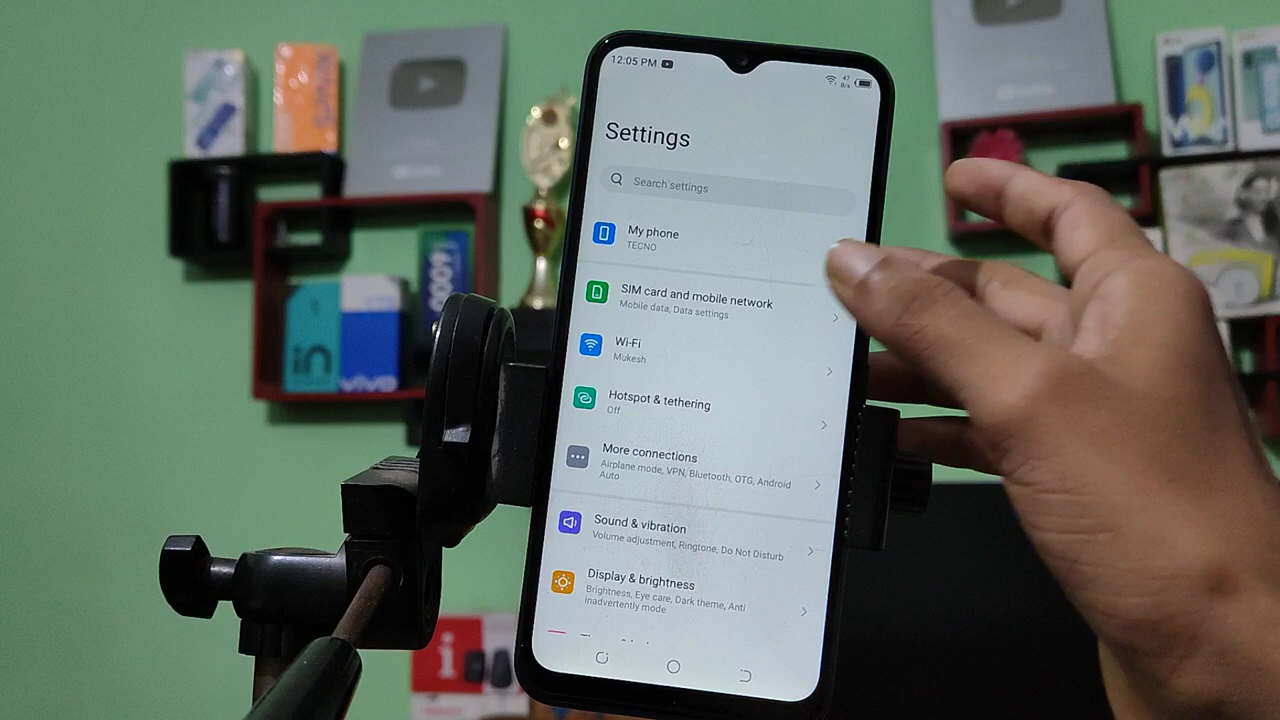 12:05 PM
47
B/s
Settings
Search settings
My phone
TECNO
SIM card and mobile network
Mobile data, Data settings
Wi-Fi
Mukesh
Hotspot & tethering
Off
More connections
Airplane mode, VPN, Bluetooth, OTG, Android
Auto
Sound & vibration
Volume adjustment, Ringtone, Do Not Disturb
Display & brightness
Brightness, Eye care, Dark theme, Anti
inadvertently mode
in
vivo